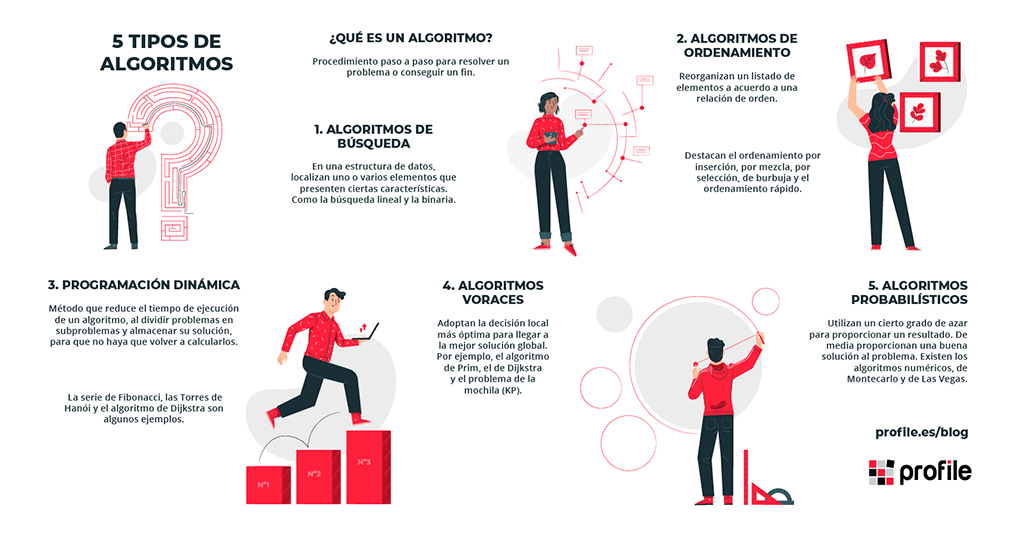 5 TIPOS DE
ALGORITMOS
¿QUÉ ES UN ALGORITMO?
Procedimiento paso a paso para resolver un
problema o conseguir un fin.
1. ALGORITMOS DE
BÚSQUEDA
En una estructura de datos,
localizan uno o varios elementos que
presenten ciertas características.
Como la búsqueda lineal y la binaria.
2. ALGORITMOS DE
ORDENAMIENTO
Reorganizan un listado de
elementos a acuerdo a una
relación de orden.
Destacan el ordenamiento por
inserción, por mezcla, por
selección, de burbuja y el
ordenamiento rápido.
3. PROGRAMACIÓN DINÁMICA
Método que reduce el tiempo de ejecución
de un algoritmo, al dividir problemas en
subproblemas y almacenar su solución,
para que no haya que volver a calcularlos.
La serie de Fibonacci, las Torres de
Hanói y el algoritmo de Dijkstra son
algunos ejemplos.
Nº1
Nº2
Nº3
4. ALGORITMOS
VORACES
Adoptan la decisión local
más óptima para llegar a
la mejor solución global.
Por ejemplo, el algoritmo
de Prim, el de Dijkstra
y el problema de la
mochila (KP).
5. ALGORITMOS
PROBABILÍSTICOS
Utilizan un cierto grado de azar
para proporcionar un resultado. De
media proporcionan una buena
solución al problema. Existen los
algoritmos numéricos, de
Montecarlo y de Las Vegas.
profile.es/blog
profile